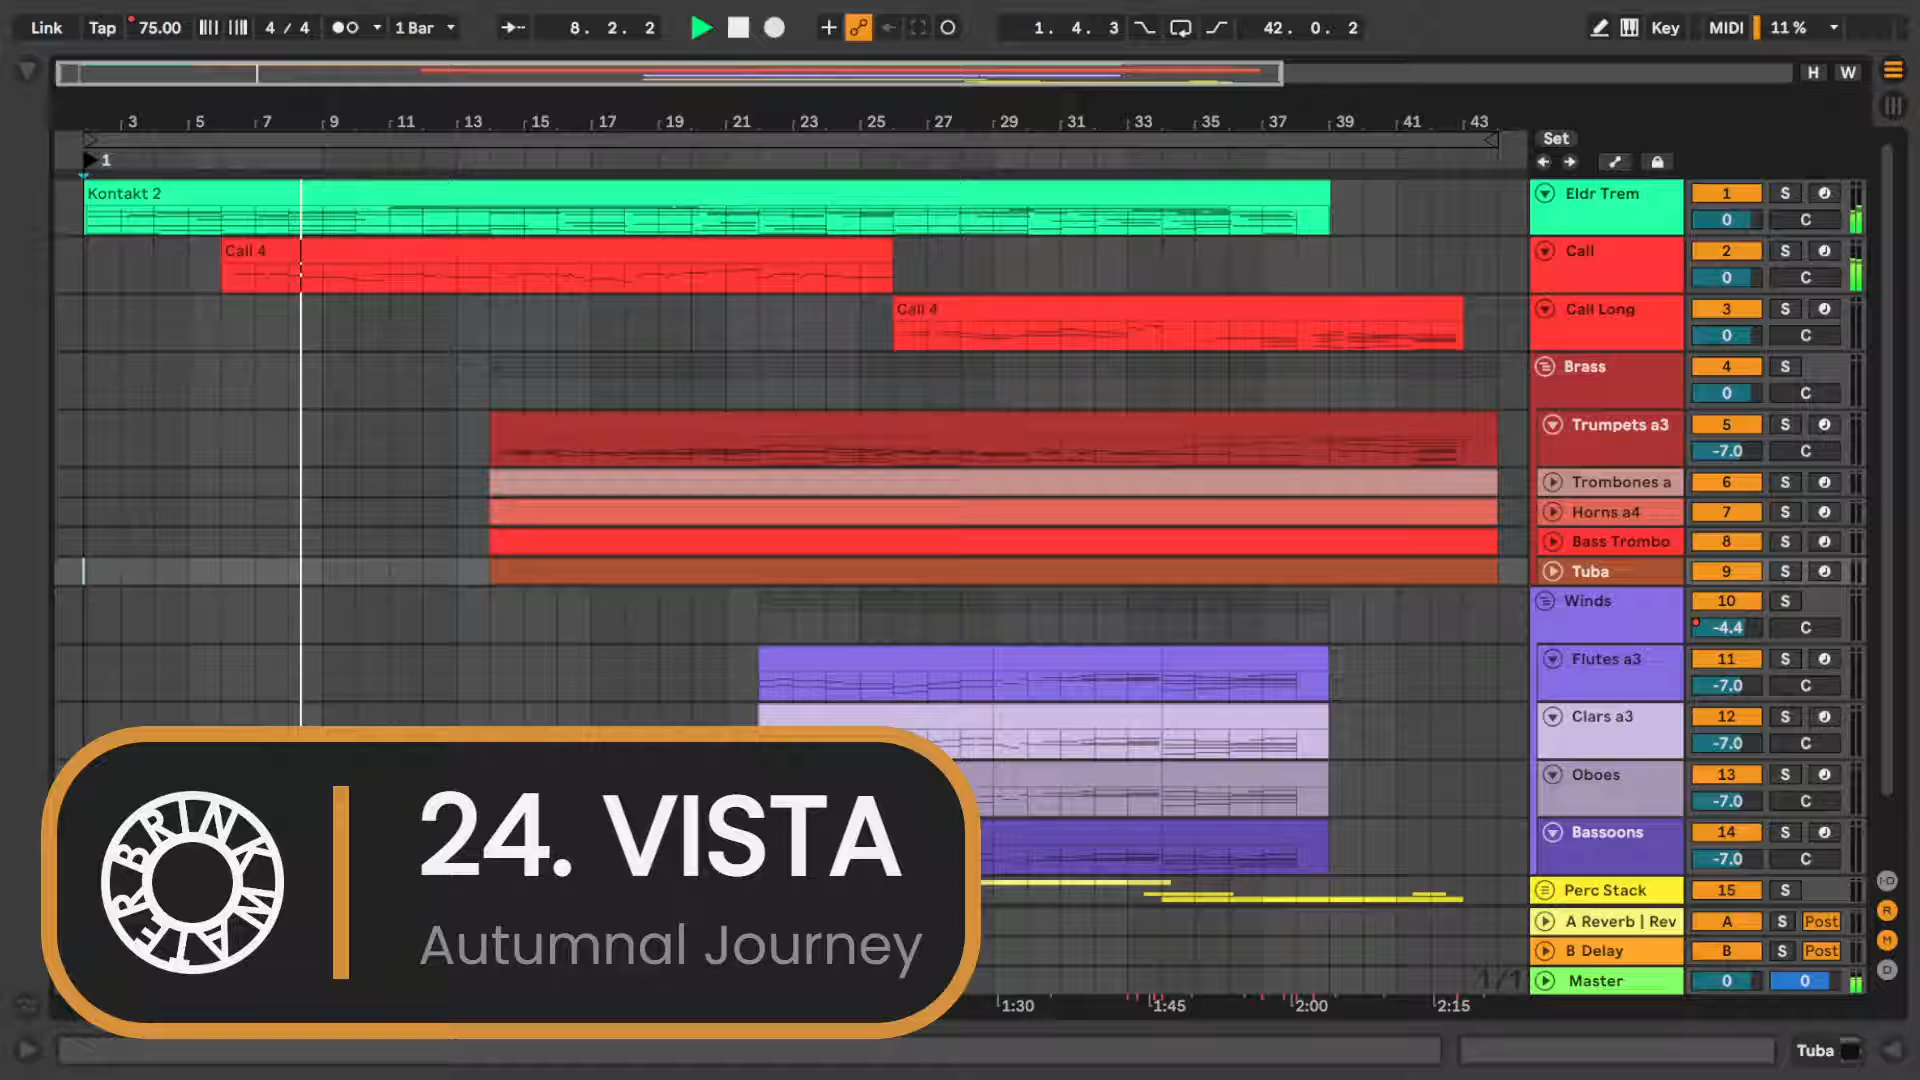 Link Tap 75.00 4 / 4 1 Bar 8. 2. 2 1. 4. 3 42. 0. 2 Key MIDI 11 %
H W
3 5 7 9 11 13 15 17 19 21 23 25 27 29 31 33 35 37 39 41 43
Set
1
Kontakt 2 Eldr Trem 1 S
0 C
Call 4 Call 2 S
0 C
Call 4 Call Long 3 S
0 C
Brass 4 S
0 C
Trumpets a3 5 S
-7.0 C
Trombones a 6 S
Horns a4 7 S
Bass Trombo 8 S
Tuba 9 S
Winds 10 S
-4.4 C
Flutes a3 11 S
-7.0 C
Clars a3 12 S
-7.0 C
Oboes 13 S
-7.0 C
Bassoons 14 S
-7.0 C
Perc Stack 15 S
A Reverb | Rev A S Post
B Delay B S Post
1/1 Master 0 0
I-O
R
M
D
1:30 1:45 2:00 2:15
BRINKWATER
24. VISTA
Autumnal Journey
Tuba